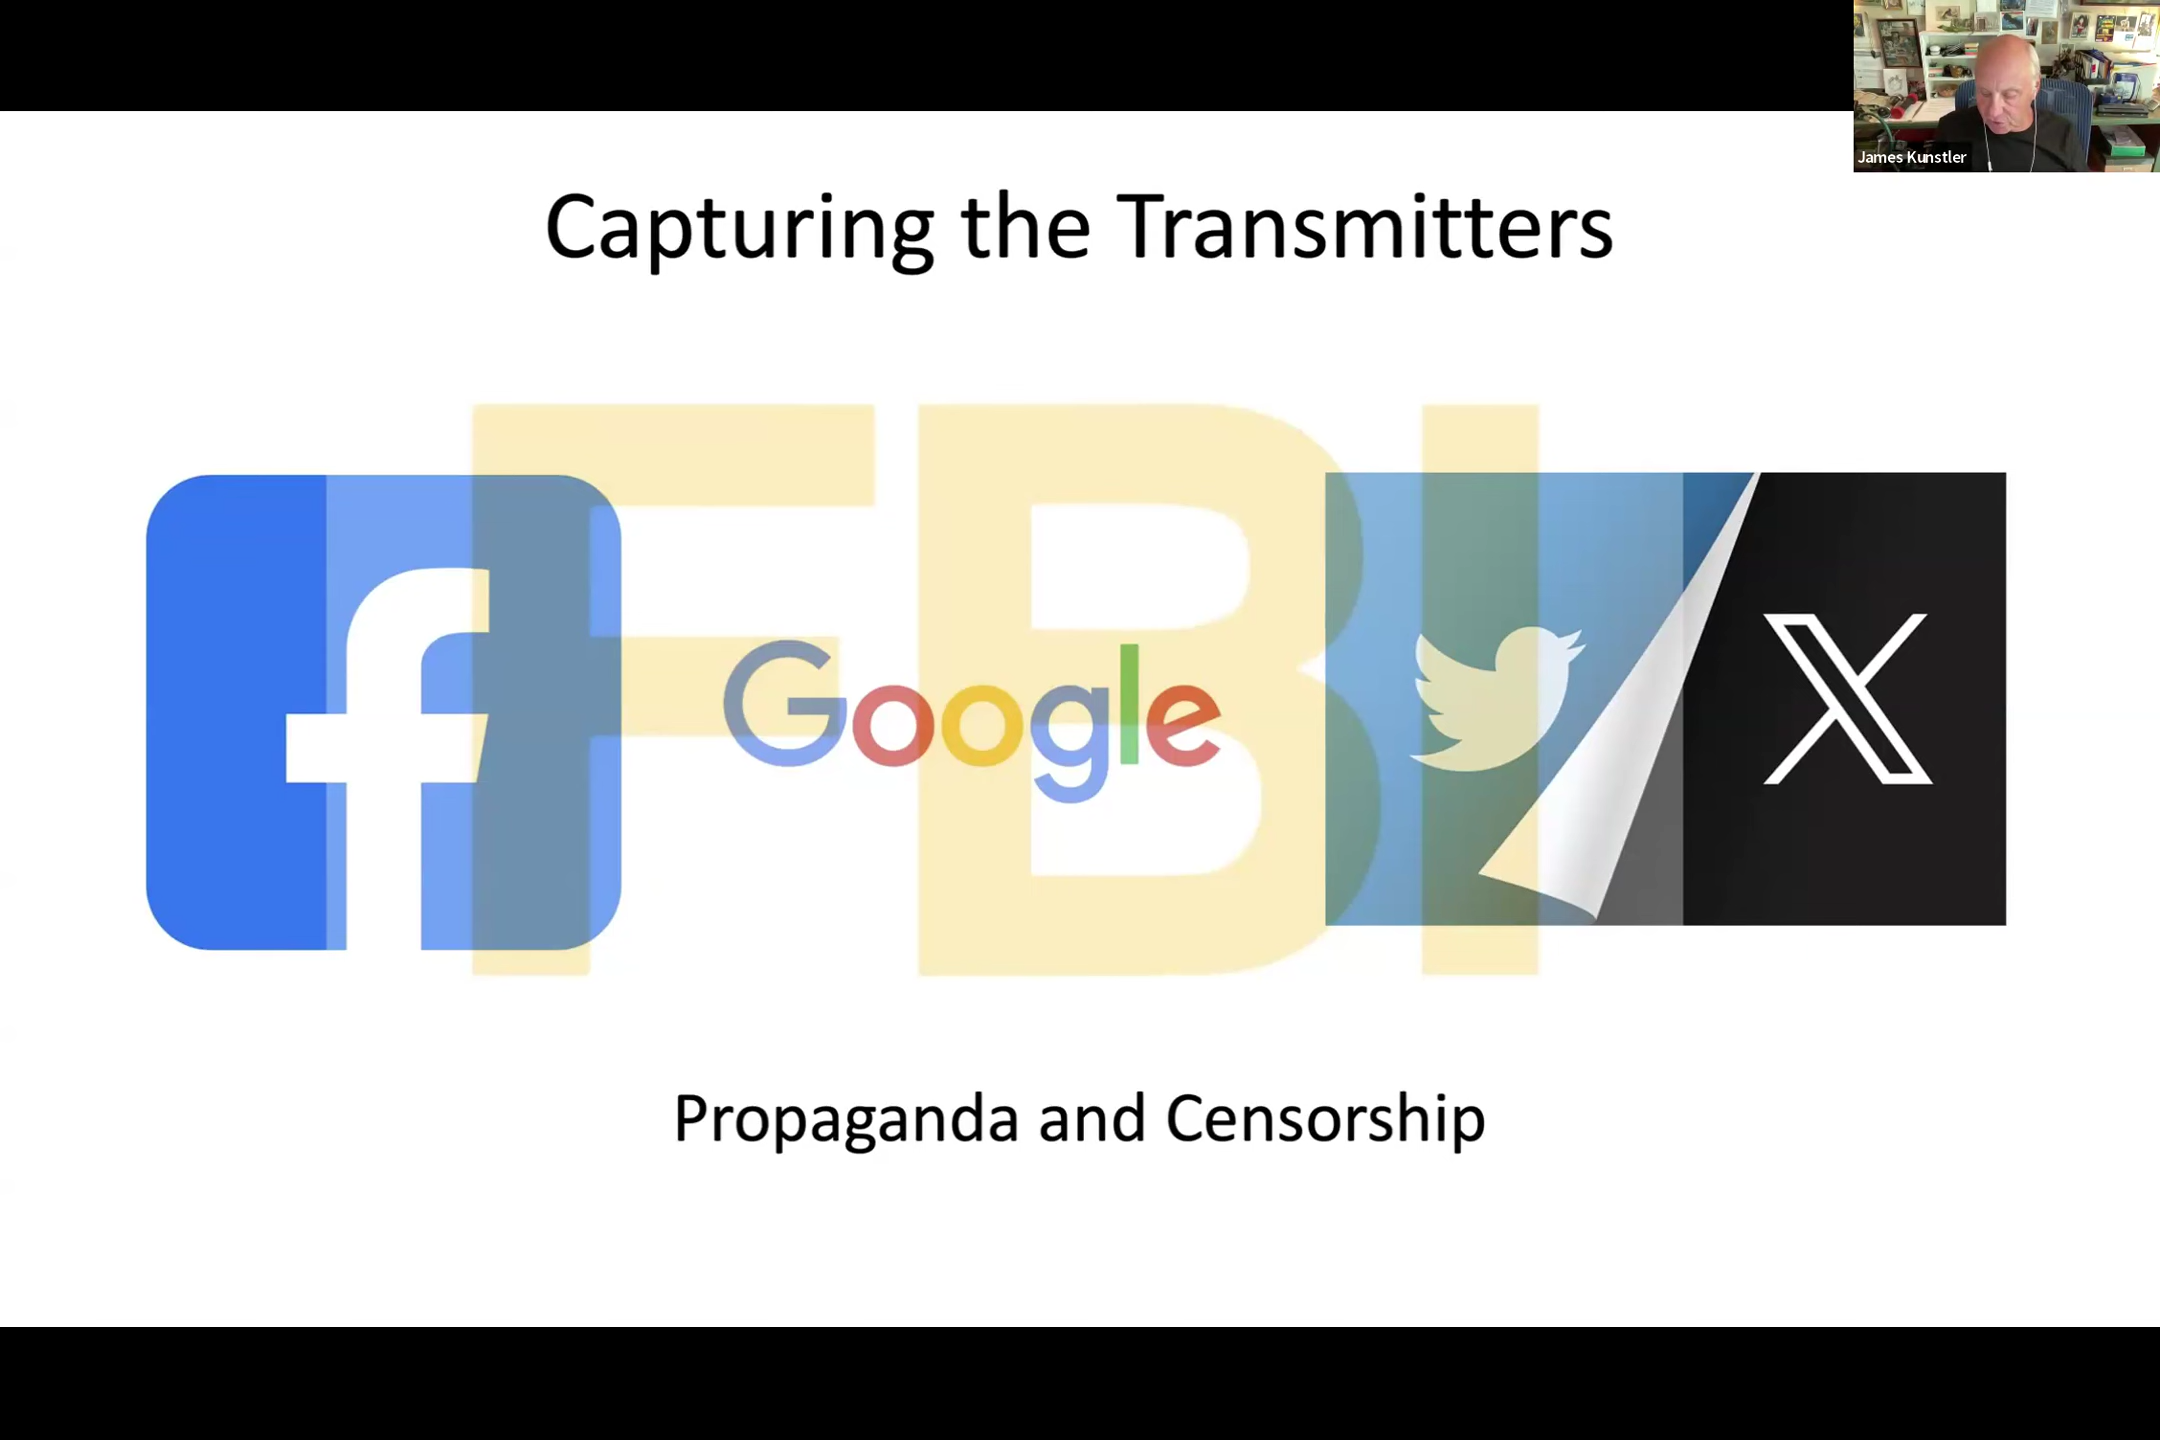 James Kunstler
Capturing the Transmitters
FBI
f
Google
X
Propaganda and Censorship